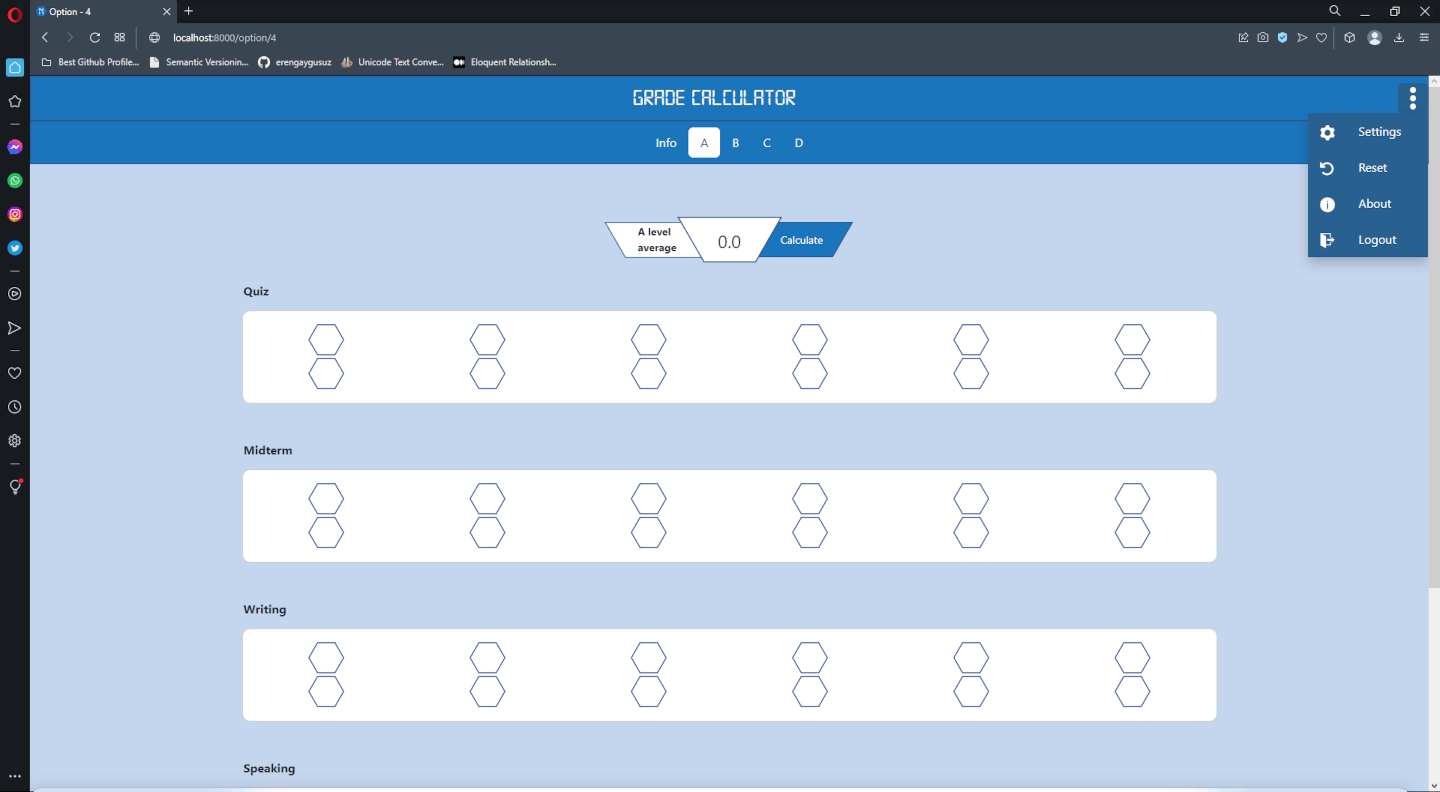 Option - 4
localhost:8000/option/4
Best Github Profile...
Semantic Versionin...
erengaygusuz
Unicode Text Conve...
Eloquent Relationsh...
GRADE CALCULATOR
Info A B C D
Settings
Reset
About
Logout
A level
average
0.0
Calculate
Quiz
Midterm
Writing
Speaking